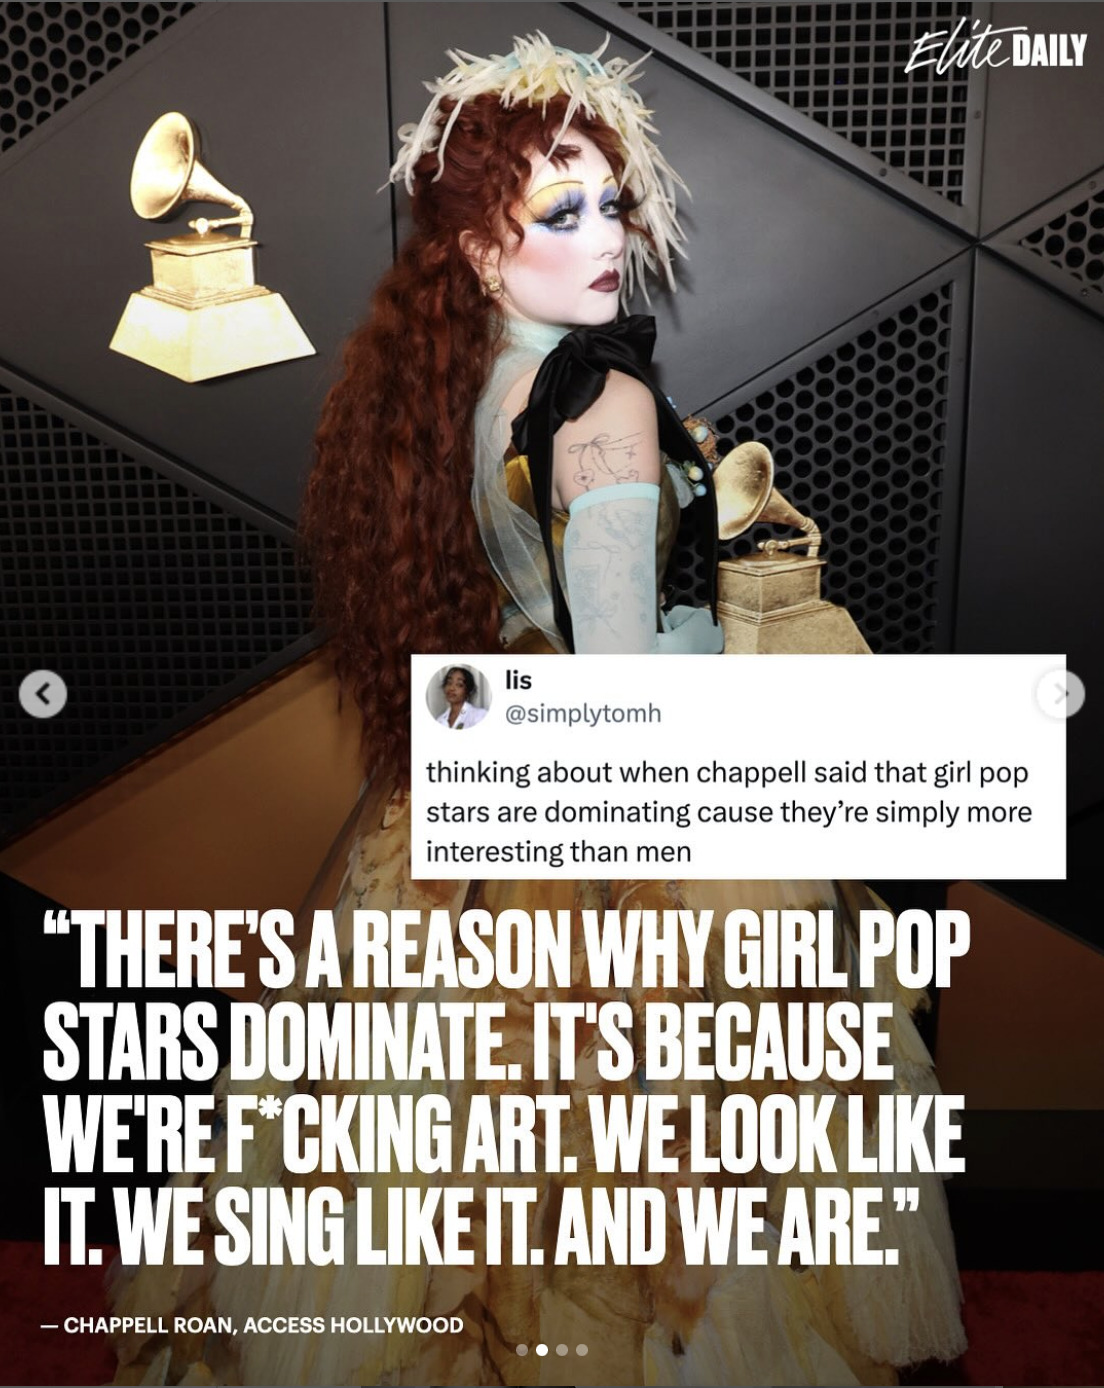 Elite DAILY
lis
@simplytomh
thinking about when chappell said that girl pop
stars are dominating cause they’re simply more
interesting than men
“THERE’S A REASON WHY GIRL POP
STARS DOMINATE. IT'S BECAUSE
WE'RE F*CKING ART. WE LOOK LIKE
IT. WE SING LIKE IT. AND WE ARE.”
— CHAPPELL ROAN, ACCESS HOLLYWOOD